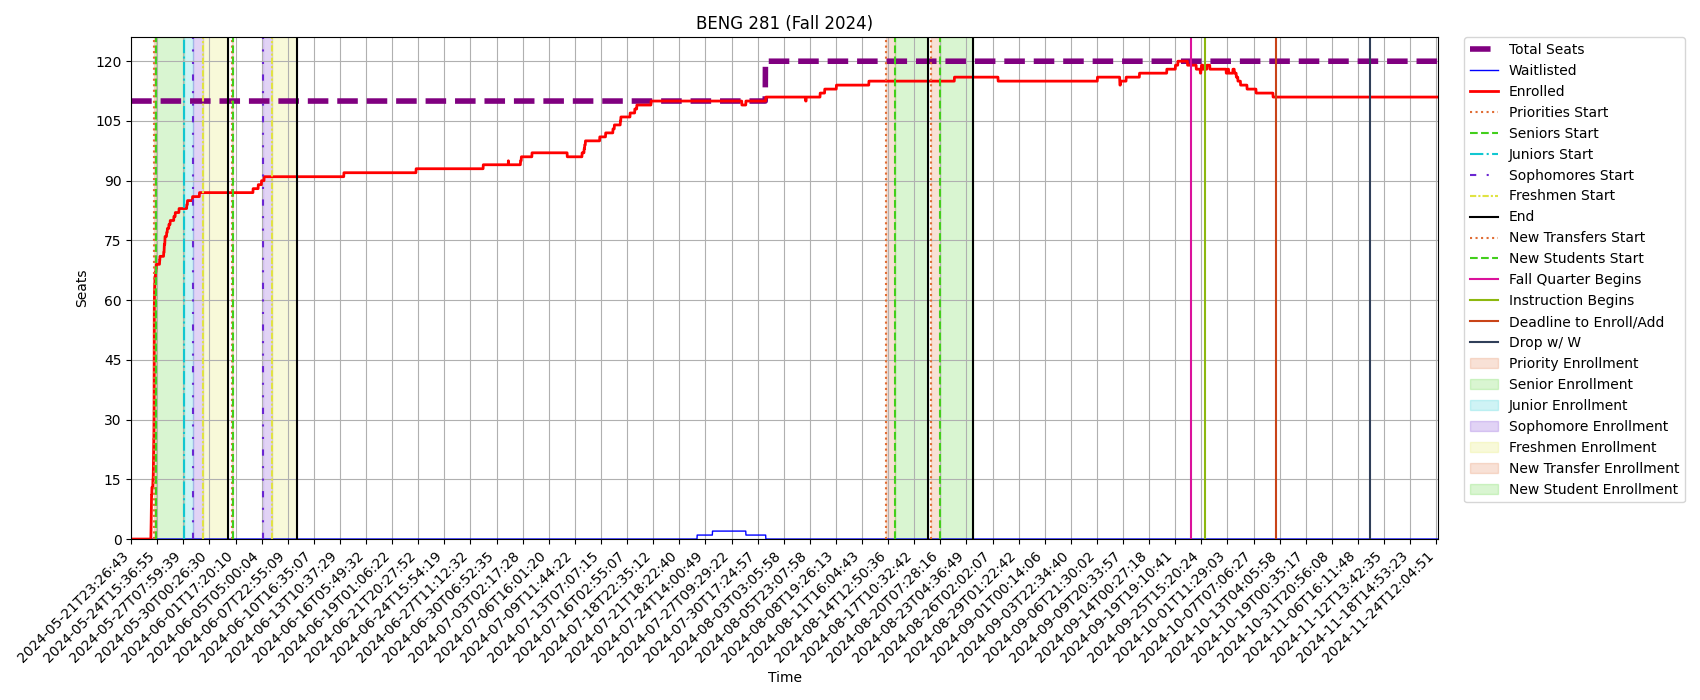 BENG 281 (Fall 2024)
Seats
120
105
90
75
60
45
30
15
0
2024-05-21T23:26:43
2024-05-24T15:36:55
2024-05-27T07:59:39
2024-05-30T00:26:30
2024-06-01T17:20:10
2024-06-05T05:00:04
2024-06-07T22:55:09
2024-06-10T16:35:07
2024-06-13T10:37:29
2024-06-16T05:49:32
2024-06-19T01:06:22
2024-06-21T20:27:52
2024-06-24T15:54:19
2024-06-27T11:12:32
2024-06-30T06:52:35
2024-07-03T02:17:28
2024-07-06T16:01:20
2024-07-09T11:44:22
2024-07-13T07:07:15
2024-07-16T02:55:07
2024-07-18T22:35:12
2024-07-21T18:22:40
2024-07-24T14:00:49
2024-07-27T09:29:22
2024-07-30T17:24:57
2024-08-03T03:05:58
2024-08-05T23:07:58
2024-08-08T19:26:13
2024-08-11T16:04:43
2024-08-14T12:50:36
2024-08-17T10:32:42
2024-08-20T07:28:16
2024-08-23T04:36:49
2024-08-26T02:02:07
2024-08-29T01:22:42
2024-09-01T00:14:06
2024-09-03T22:34:40
2024-09-06T21:30:02
2024-09-09T20:33:57
2024-09-14T00:27:18
2024-09-19T19:10:41
2024-09-25T15:20:24
2024-10-01T11:29:03
2024-10-07T07:06:27
2024-10-13T04:05:58
2024-10-19T00:35:17
2024-10-31T20:56:08
2024-11-06T16:11:48
2024-11-12T13:42:35
2024-11-18T14:53:23
2024-11-24T12:04:51
Time
Total Seats
Waitlisted
Enrolled
Priorities Start
Seniors Start
Juniors Start
Sophomores Start
Freshmen Start
End
New Transfers Start
New Students Start
Fall Quarter Begins
Instruction Begins
Deadline to Enroll/Add
Drop w/ W
Priority Enrollment
Senior Enrollment
Junior Enrollment
Sophomore Enrollment
Freshmen Enrollment
New Transfer Enrollment
New Student Enrollment